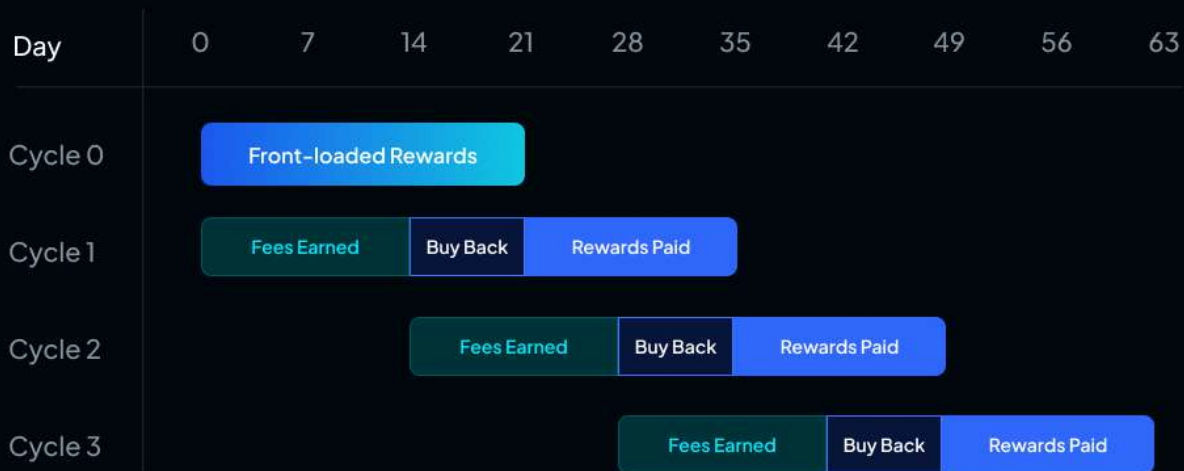 Day 0 7 14 21 28 35 42 49 56 63
Cycle 0 Front-loaded Rewards
Cycle 1 Fees Earned Buy Back Rewards Paid
Cycle 2 Fees Earned Buy Back Rewards Paid
Cycle 3 Fees Earned Buy Back Rewards Paid